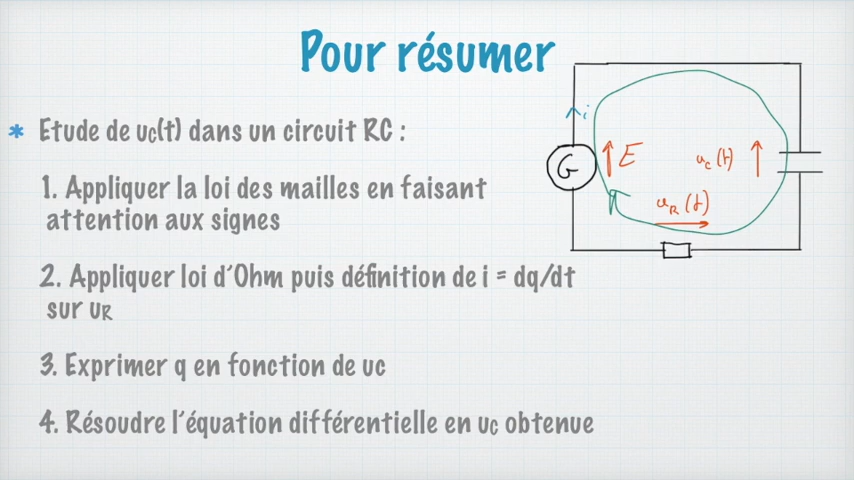 Pour résumer
* Etude de uc(t) dans un circuit RC :
1. Appliquer la loi des mailles en faisant
attention aux signes
2. Appliquer loi d'Ohm puis définition de i = dq/dt
sur uR
3. Exprimer q en fonction de uc
4. Résoudre l'équation différentielle en uc obtenue
i
G
E
uc(t)
uR(t)